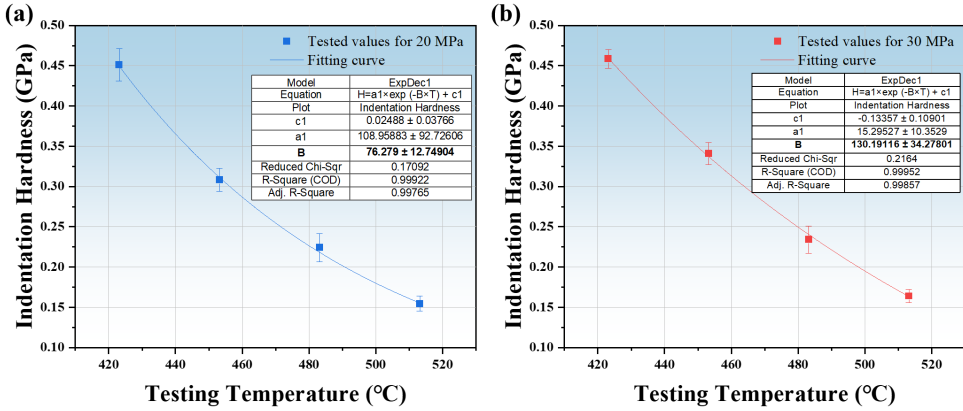 (a)
Indentation Hardness (GPa)
0.50
0.45
0.40
0.35
0.30
0.25
0.20
0.15
0.10
Tested values for 20 MPa
Fitting curve
Model ExpDec1
Equation H=a1×exp (-B×T) + c1
Plot Indentation Hardness
c1 0.02488 ± 0.03766
a1 108.95883 ± 92.72606
B 76.279 ± 12.74904
Reduced Chi-Sqr 0.17092
R-Square (COD) 0.99922
Adj. R-Square 0.99765
420 440 460 480 500 520
Testing Temperature (℃)
(b)
Indentation Hardness (GPa)
0.50
0.45
0.40
0.35
0.30
0.25
0.20
0.15
0.10
Tested values for 30 MPa
Fitting curve
Model ExpDec1
Equation H=a1×exp (-B×T) + c1
Plot Indentation Hardness
c1 -0.13357 ± 0.10901
a1 15.29527 ± 10.3529
B 130.19116 ± 34.27801
Reduced Chi-Sqr 0.2164
R-Square (COD) 0.99952
Adj. R-Square 0.99857
420 440 460 480 500 520
Testing Temperature (℃)